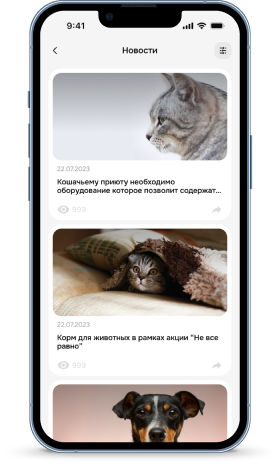 9:41
Новости
22.07.2023
Кошачьему приюту необходимо
оборудование которое позволит содержат...
999
22.07.2023
Корм для животных в рамках акции "Не все
равно"
999